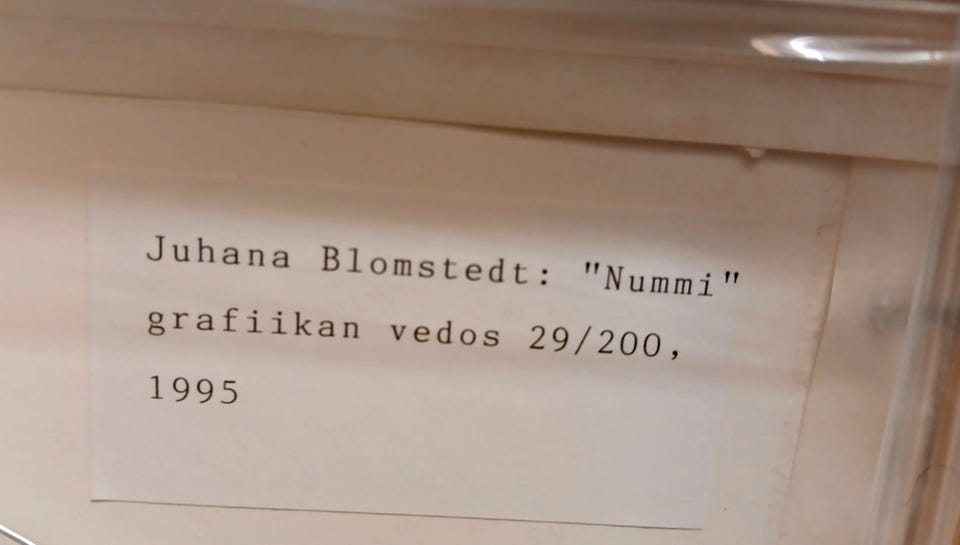 Juhana Blomstedt: "Nummi"
grafiikan vedos 29/200,
1995